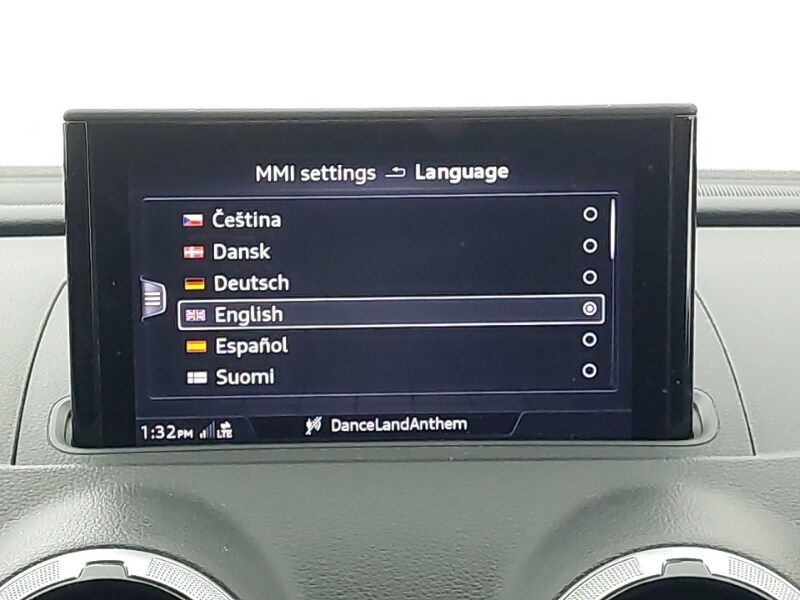 MMI settings Language
Čeština
Dansk
Deutsch
English
Español
Suomi
1:32PM LTE DanceLandAnthem